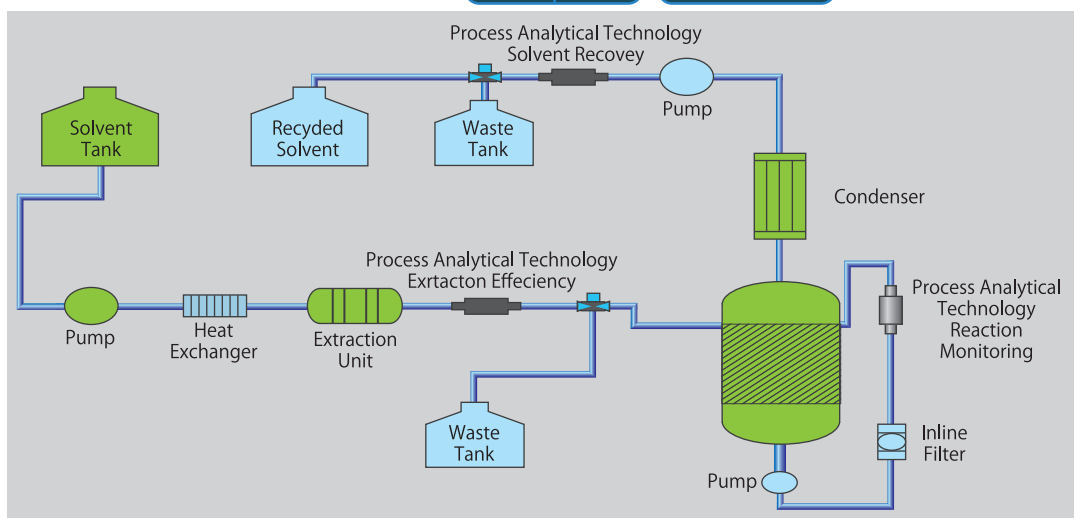 Process Analytical Technology
Solvent Recovey
Pump
Solvent
Tank
Recyded
Solvent
Waste
Tank
Condenser
Process Analytical Technology
Exrtacton Effeciency
Process Analytical
Technology
Reaction
Monitoring
Pump
Heat
Exchanger
Extraction
Unit
Waste
Tank
Inline
Filter
Pump